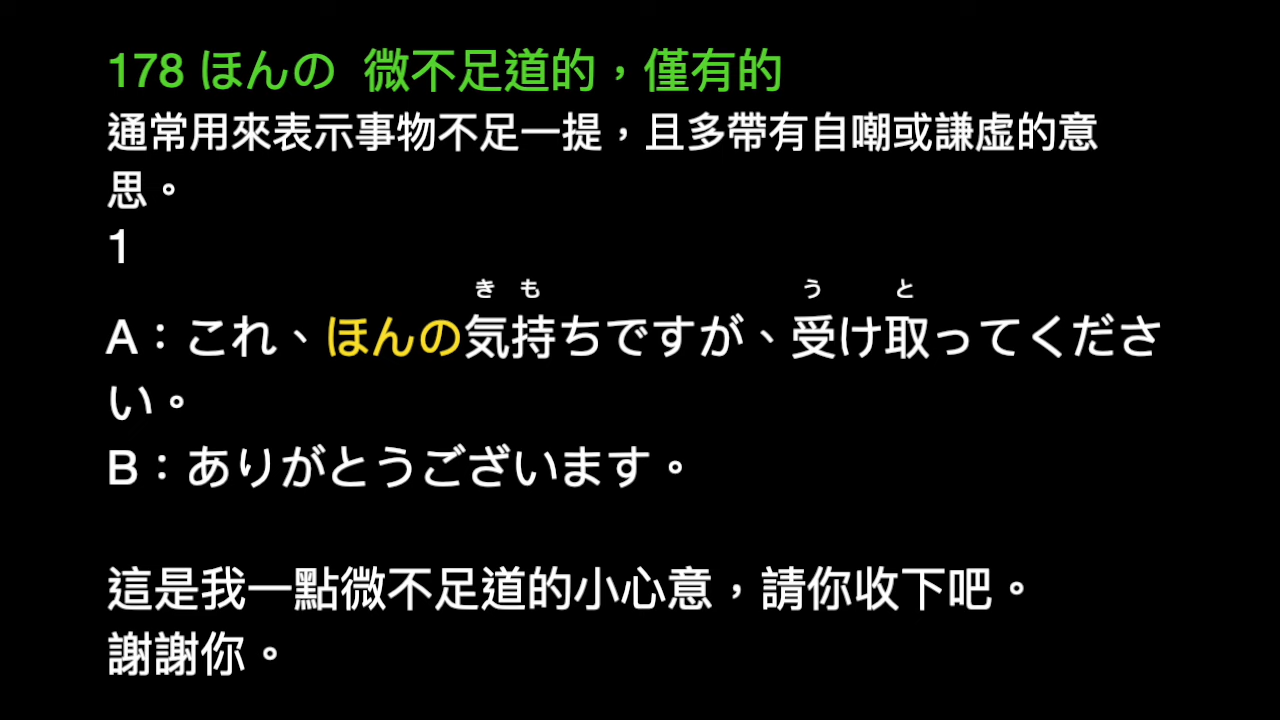 178 ほんの 微不足道的，僅有的
通常用來表示事物不足一提，且多帶有自嘲或謙虛的意
思。
1
き も う と
A：これ、ほんの気持ちですが、受け取ってくださ
い。
B：ありがとうございます。
這是我一點微不足道的小心意，請你收下吧。
謝謝你。